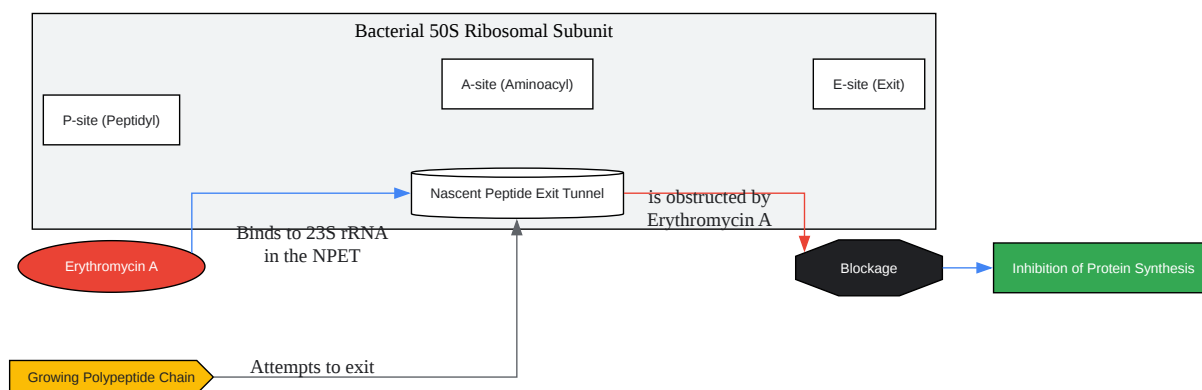 Bacterial 50S Ribosomal Subunit
A-site (Aminoacyl)
E-site (Exit)
P-site (Peptidyl)
Nascent Peptide Exit Tunnel
is obstructed by
Erythromycin A
Binds to 23S rRNA
in the NPET
Erythromycin A
Blockage
Inhibition of Protein Synthesis
Attempts to exit
Growing Polypeptide Chain